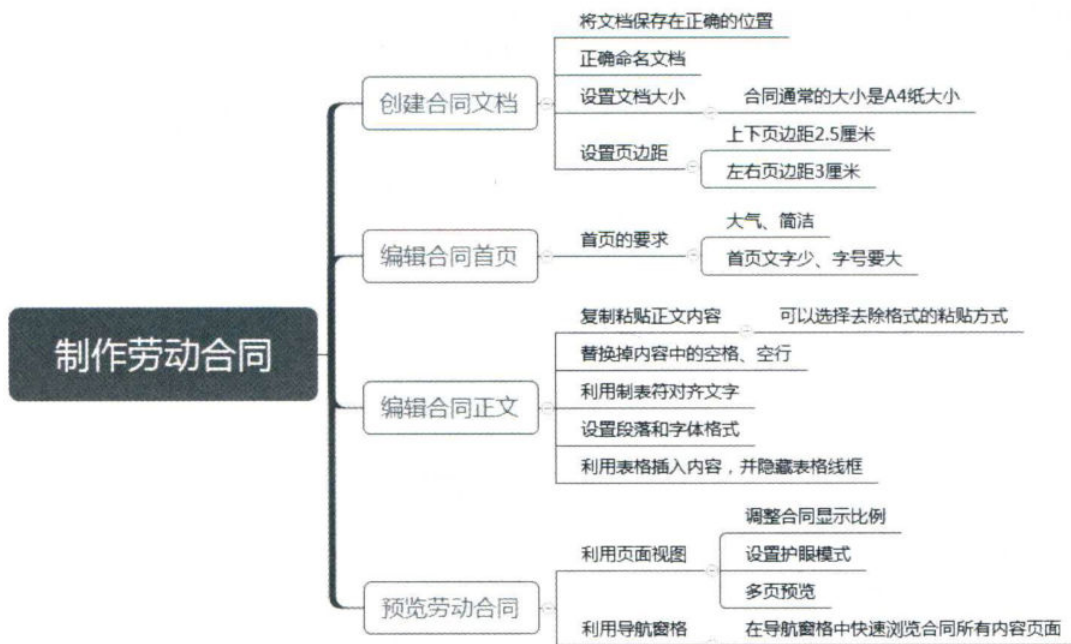 制作劳动合同
创建合同文档
将文档保存在正确的位置
正确命名文档
设置文档大小
合同通常的大小是A4纸大小
设置页边距
上下页边距2.5厘米
左右页边距3厘米
编辑合同首页
首页的要求
大气、简洁
首页文字少、字号要大
编辑合同正文
复制粘贴正文内容
可以选择去除格式的粘贴方式
替换掉内容中的空格、空行
利用制表符对齐文字
设置段落和字体格式
利用表格插入内容，并隐藏表格线框
预览劳动合同
利用页面视图
调整合同显示比例
设置护眼模式
多页预览
利用导航窗格
在导航窗格中快速浏览合同所有内容页面